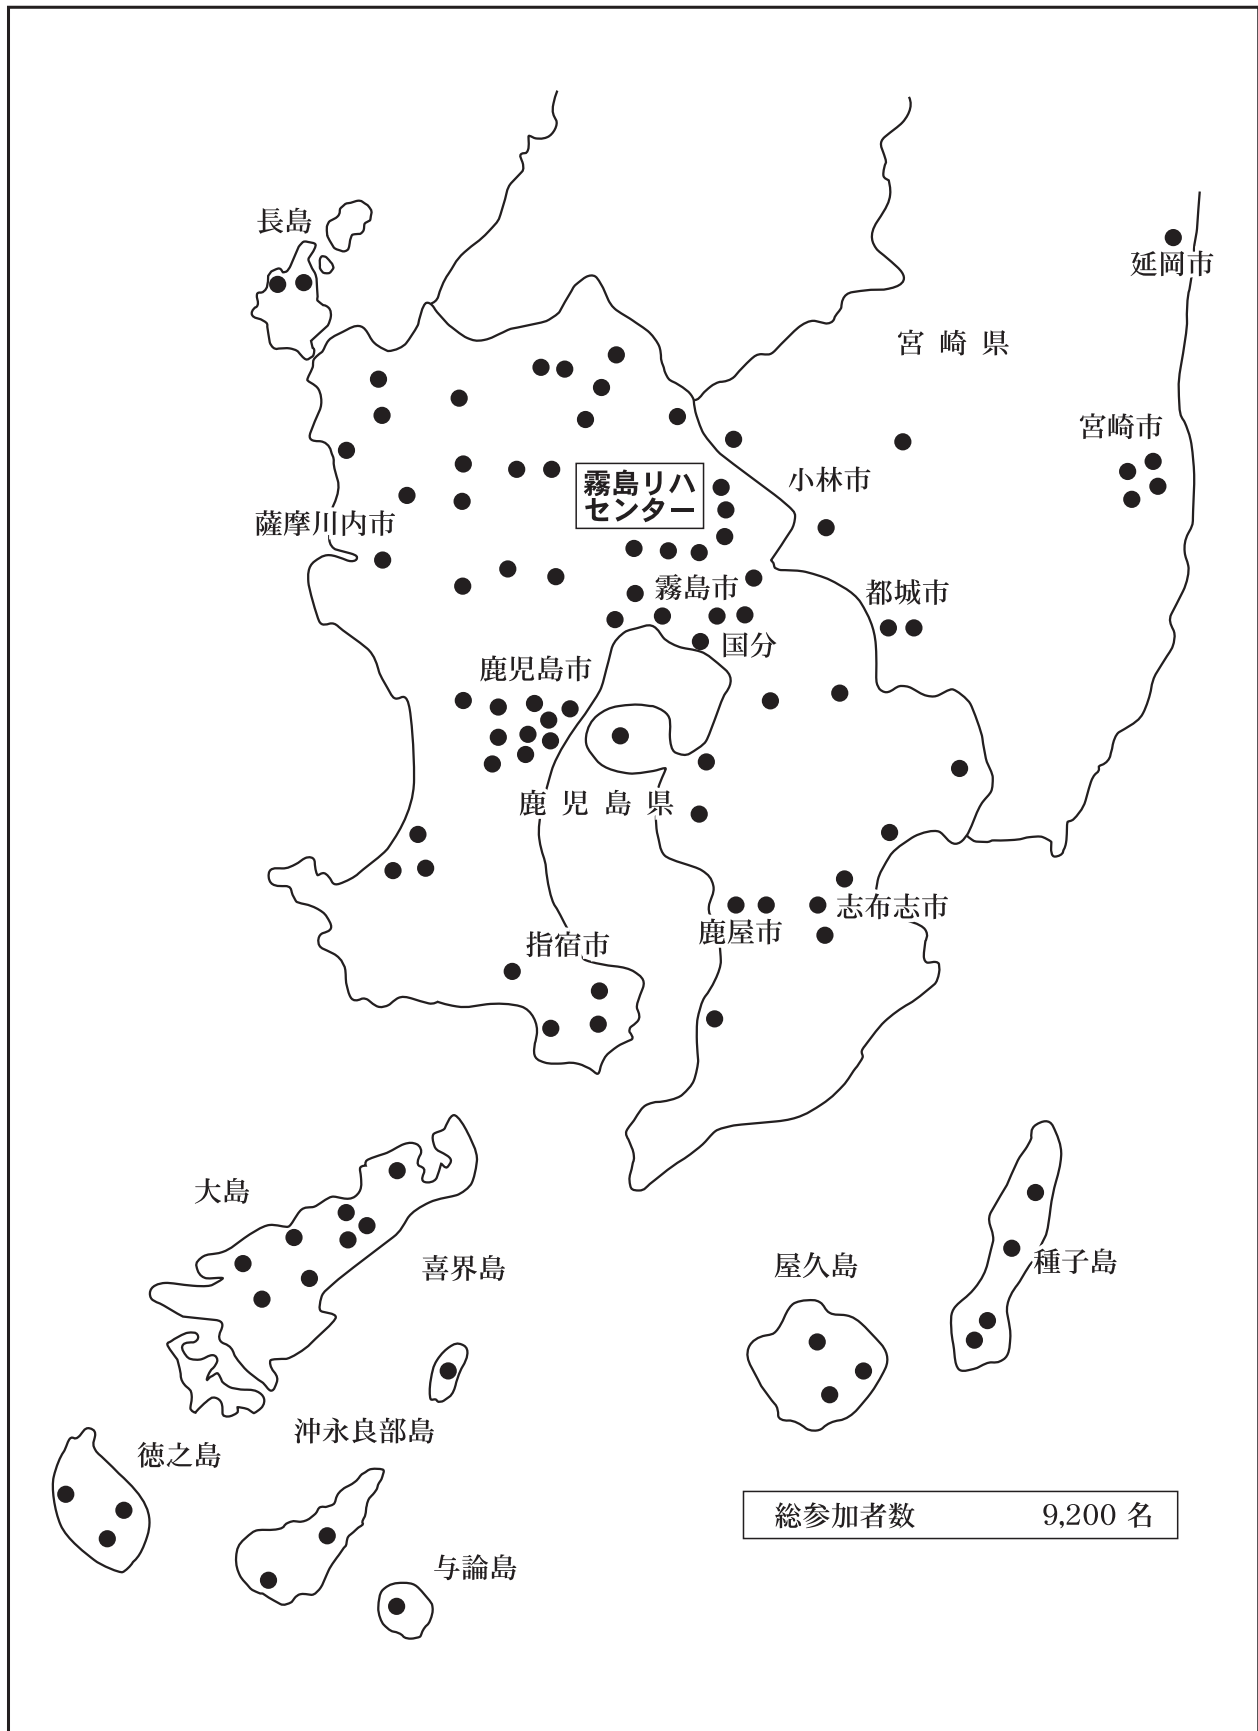 長島
延岡市
宮崎県
宮崎市
霧島リハ
センター
小林市
薩摩川内市
霧島市
都城市
国分
鹿児島市
鹿児島県
志布志市
鹿屋市
指宿市
大島
喜界島
屋久島
種子島
沖永良部島
徳之島
総参加者数 9,200 名
与論島